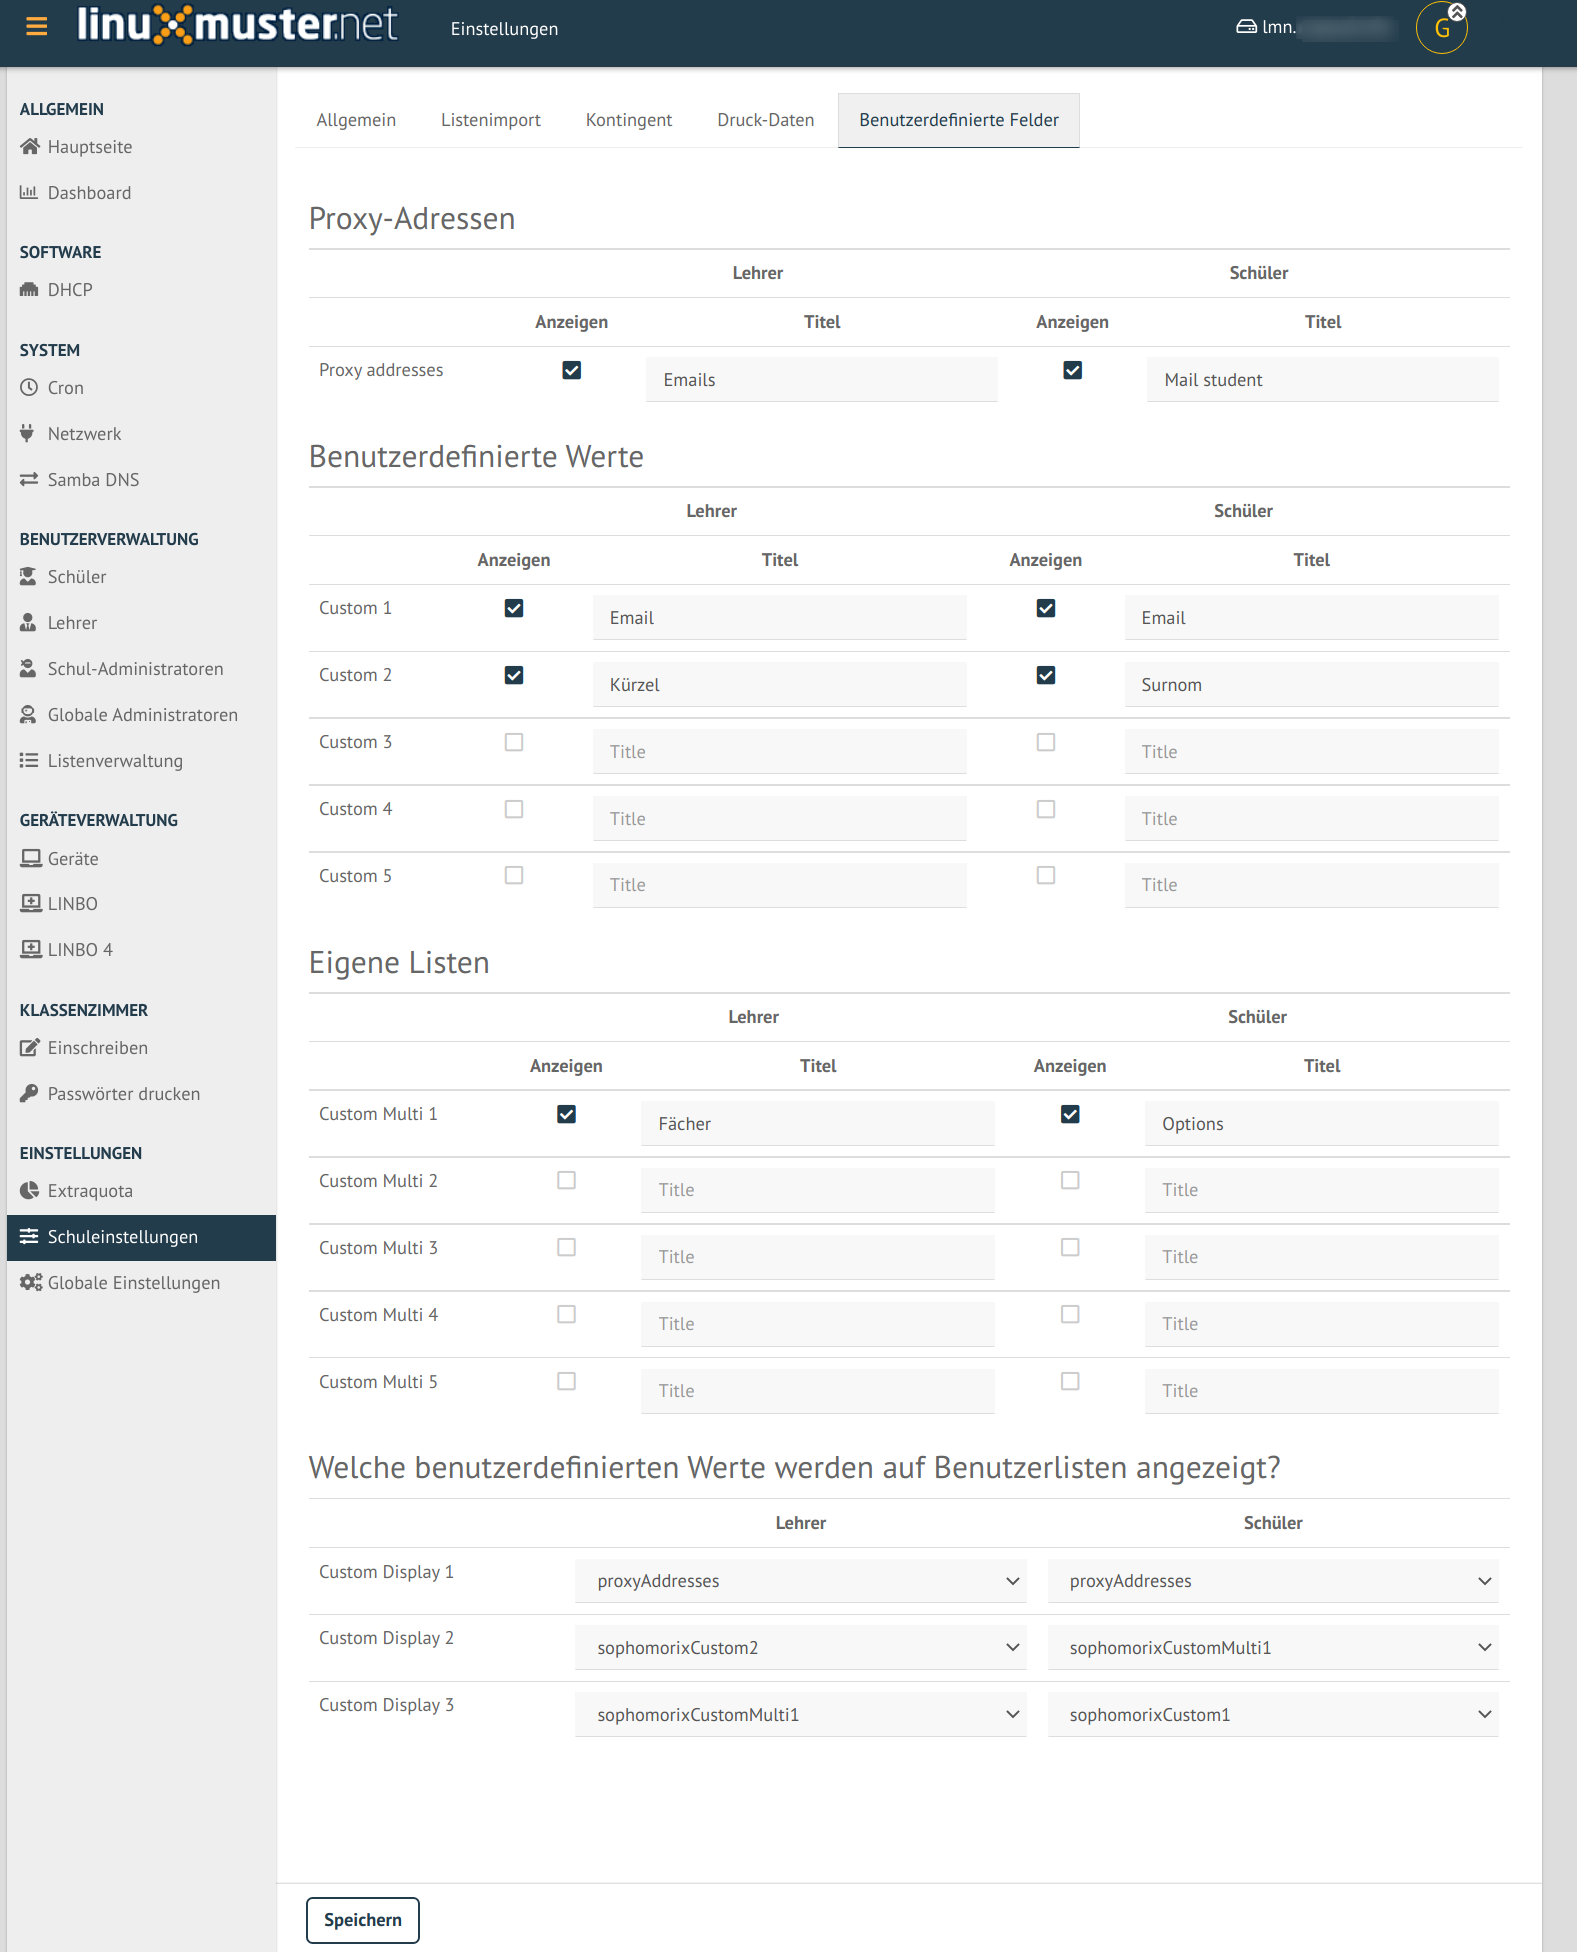 linuxmuster.net
Einstellungen
lmn.
G
ALLGEMEIN
Hauptseite
Dashboard
SOFTWARE
DHCP
SYSTEM
Cron
Netzwerk
Samba DNS
BENUTZERVERWALTUNG
Schüler
Lehrer
Schul-Administratoren
Globale Administratoren
Listenverwaltung
GERÄTEVERWALTUNG
Geräte
LINBO
LINBO 4
KLASSENZIMMER
Einschreiben
Passwörter drucken
EINSTELLUNGEN
Extraquota
Schuleinstellungen
Globale Einstellungen
Allgemein Listenimport Kontingent Druck-Daten Benutzerdefinierte Felder
Proxy-Adressen
Lehrer Schüler
Anzeigen Titel Anzeigen Titel
Proxy addresses Emails Mail student
Benutzerdefinierte Werte
Lehrer Schüler
Anzeigen Titel Anzeigen Titel
Custom 1 Email Email
Custom 2 Kürzel Surnom
Custom 3 Title Title
Custom 4 Title Title
Custom 5 Title Title
Eigene Listen
Lehrer Schüler
Anzeigen Titel Anzeigen Titel
Custom Multi 1 Fächer Options
Custom Multi 2 Title Title
Custom Multi 3 Title Title
Custom Multi 4 Title Title
Custom Multi 5 Title Title
Welche benutzerdefinierten Werte werden auf Benutzerlisten angezeigt?
Lehrer Schüler
Custom Display 1 proxyAddresses proxyAddresses
Custom Display 2 sophomorixCustom2 sophomorixCustomMulti1
Custom Display 3 sophomorixCustomMulti1 sophomorixCustom1
Speichern